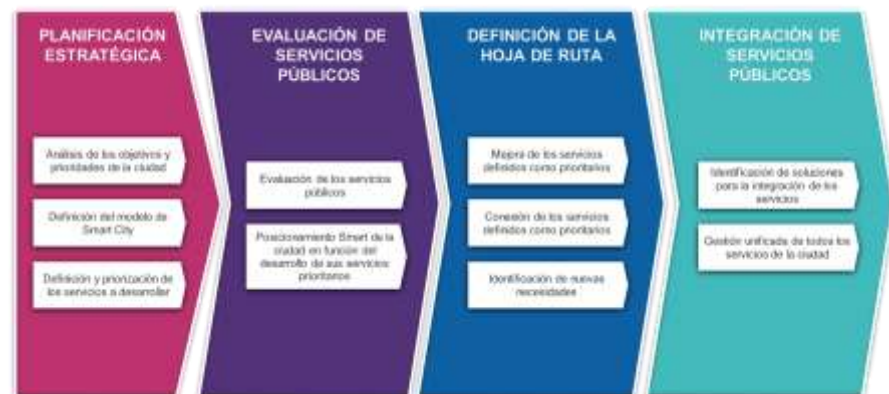 PLANIFICACIÓN
ESTRATÉGICA
Análisis de los objetivos y
prioridades de la ciudad
Definición del modelo de
Smart City
Definición y priorización de
los servicios a desarrollar
EVALUACIÓN DE
SERVICIOS
PÚBLICOS
Evaluación de los servicios
públicos
Posicionamiento Smart de la
ciudad en función del
desarrollo de sus servicios
prioritarios
DEFINICIÓN DE LA
HOJA DE RUTA
Mejora de los servicios
definidos como prioritarios
Conexión de los servicios
definidos como prioritarios
Identificación de nuevas
necesidades
INTEGRACIÓN DE
SERVICIOS
PÚBLICOS
Identificación de soluciones
para la integración de los
servicios
Gestión unificada de todos los
servicios de la ciudad